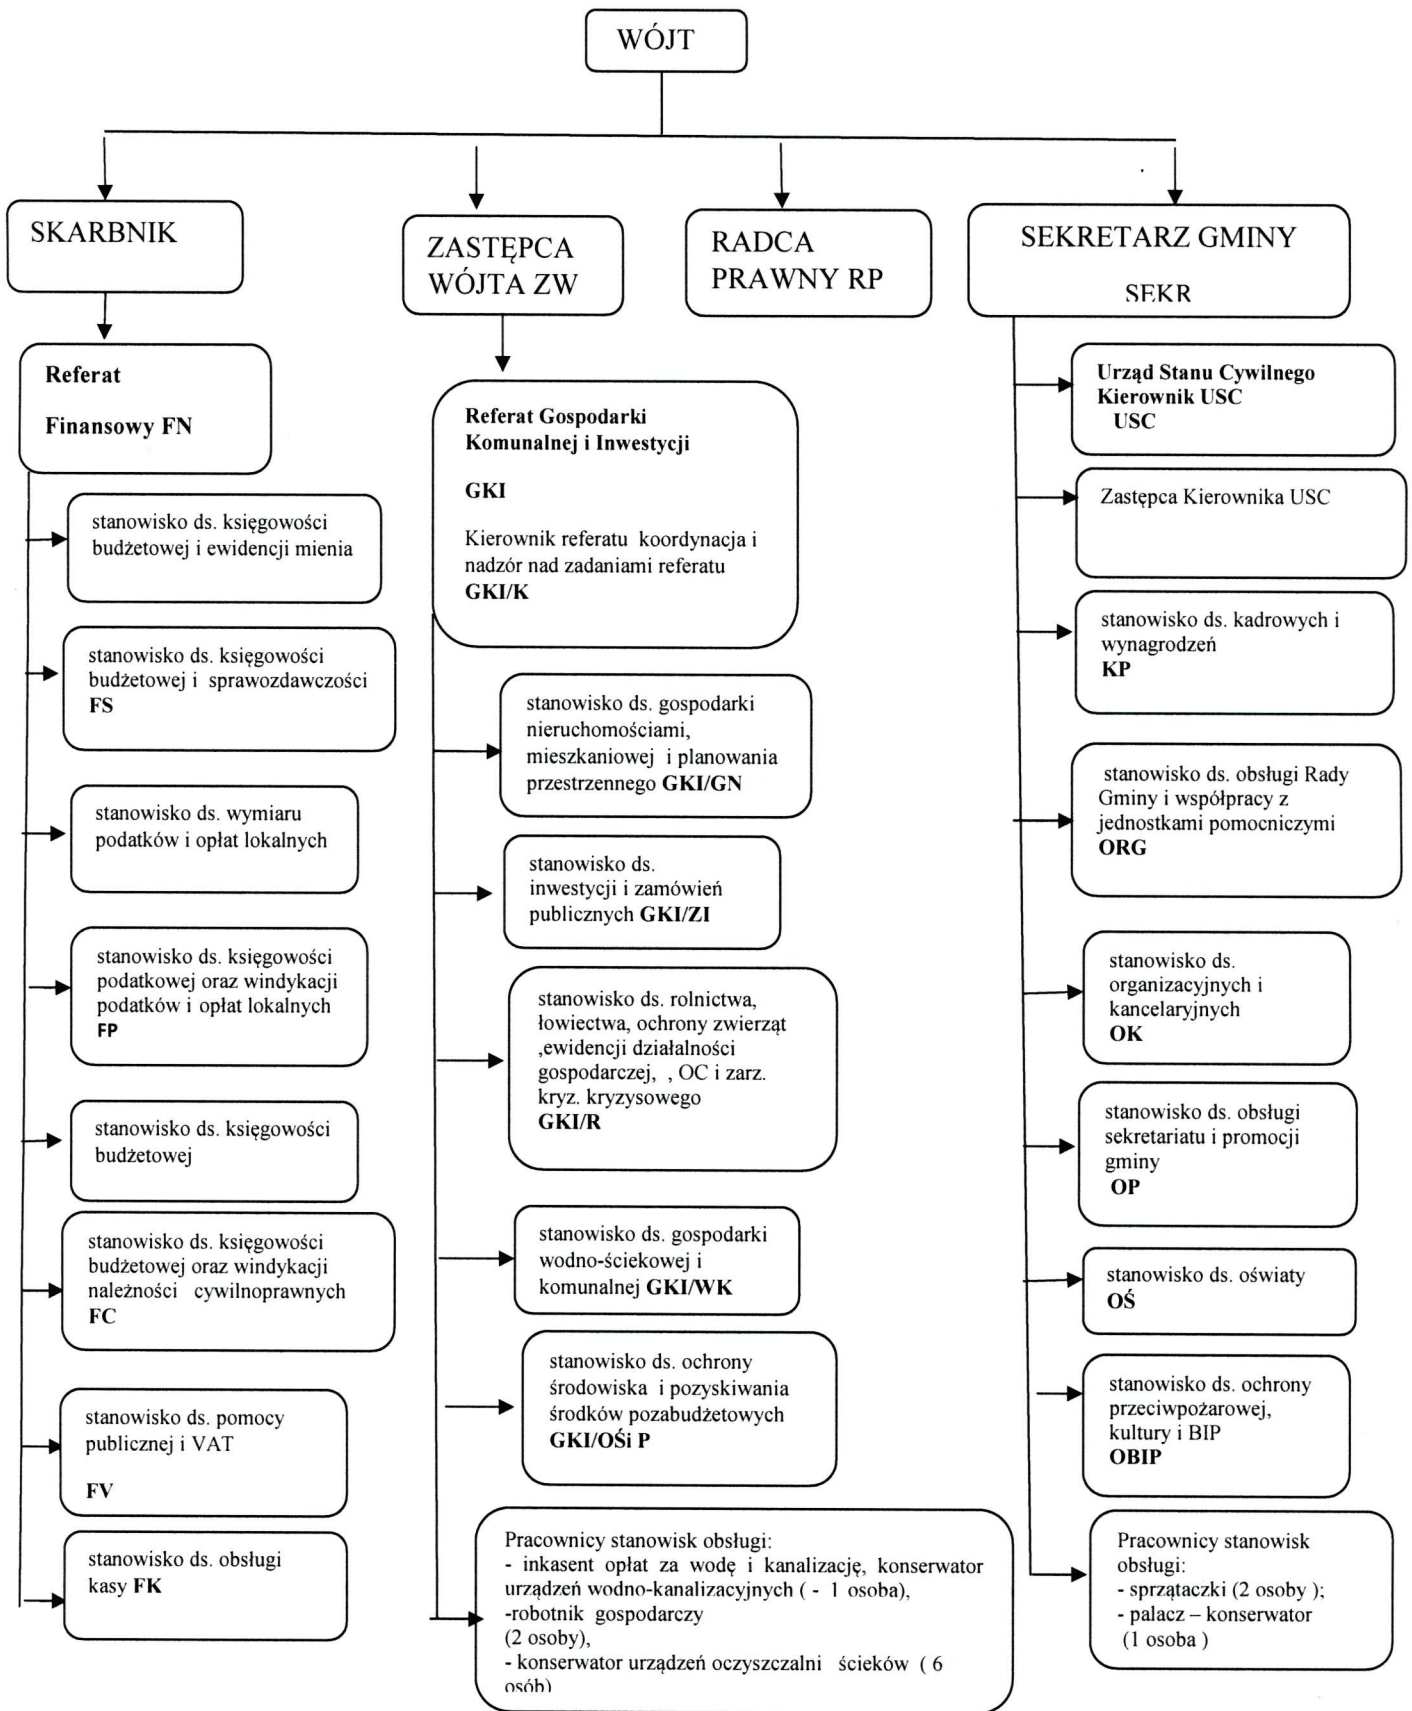 WÓJT
SKARBNIK
ZASTĘPCA
WÓJTA ZW
RADCA
PRAWNY RP
SEKRETARZ GMINY
SEKR
Referat
Finansowy FN
stanowisko ds. księgowości
budżetowej i ewidencji mienia
stanowisko ds. księgowości
budżetowej i sprawozdawczości
FS
stanowisko ds. wymiaru
podatków i opłat lokalnych
stanowisko ds. księgowości
podatkowej oraz windykacji
podatków i opłat lokalnych
FP
stanowisko ds. księgowości
budżetowej
stanowisko ds. księgowości
budżetowej oraz windykacji
należności cywilnoprawnych
FC
stanowisko ds. pomocy
publicznej i VAT
FV
stanowisko ds. obsługi
kasy FK
Referat Gospodarki
Komunalnej i Inwestycji
GKI
Kierownik referatu koordynacja i
nadzór nad zadaniami referatu
GKI/K
stanowisko ds. gospodarki
nieruchomościami,
mieszkaniowej i planowania
przestrzennego GKI/GN
stanowisko ds.
inwestycji i zamówień
publicznych GKI/ZI
stanowisko ds. rolnictwa,
łowiectwa, ochrony zwierząt
,ewidencji działalności
gospodarczej, , OC i zarz.
kryz. kryzysowego
GKI/R
stanowisko ds. gospodarki
wodno-ściekowej i
komunalnej GKI/WK
stanowisko ds. ochrony
środowiska i pozyskiwania
środków pozabudżetowych
GKI/OŚi P
Pracownicy stanowisk obsługi:
- inkasent opłat za wodę i kanalizację, konserwator
urządzeń wodno-kanalizacyjnych ( - 1 osoba),
-robotnik gospodarczy
(2 osoby),
- konserwator urządzeń oczyszczalni ścieków ( 6
osób)
Urząd Stanu Cywilnego
Kierownik USC
USC
Zastępca Kierownika USC
stanowisko ds. kadrowych i
wynagrodzeń
KP
stanowisko ds. obsługi Rady
Gminy i współpracy z
jednostkami pomocniczymi
ORG
stanowisko ds.
organizacyjnych i
kancelaryjnych
OK
stanowisko ds. obsługi
sekretariatu i promocji
gminy
OP
stanowisko ds. oświaty
OŚ
stanowisko ds. ochrony
przeciwpożarowej,
kultury i BIP
OBIP
Pracownicy stanowisk
obsługi:
- sprzątaczki (2 osoby );
- palacz – konserwator
(1 osoba )